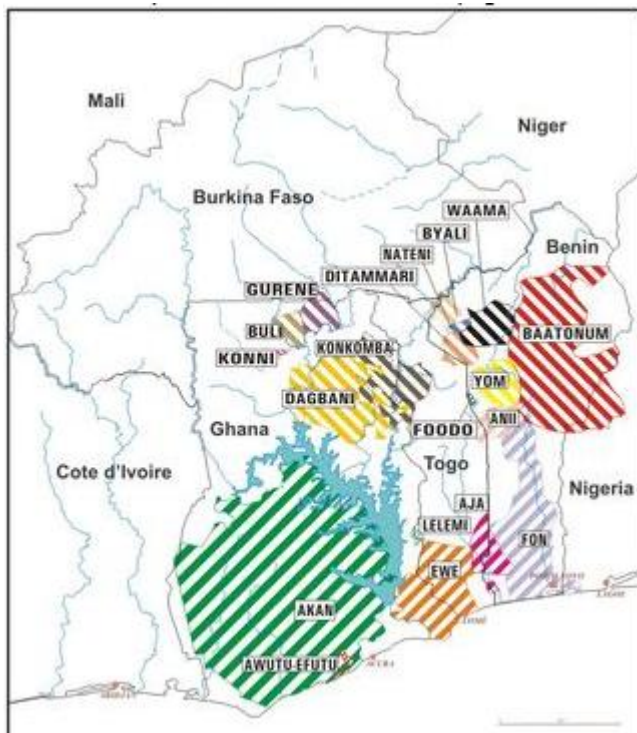 Mali
Niger
Burkina Faso
WAAMA
BYALI
NATENI
Benin
DITAMMARI
GURENE
BULI
BAATONUM
KONNI
KONKOMBA
YOM
DAGBANI
ANII
Ghana
FOODO
Togo
Cote d'Ivoire
Nigeria
AJA
LELEMI
FON
EWE
AKAN
AWUTU-EFUTU